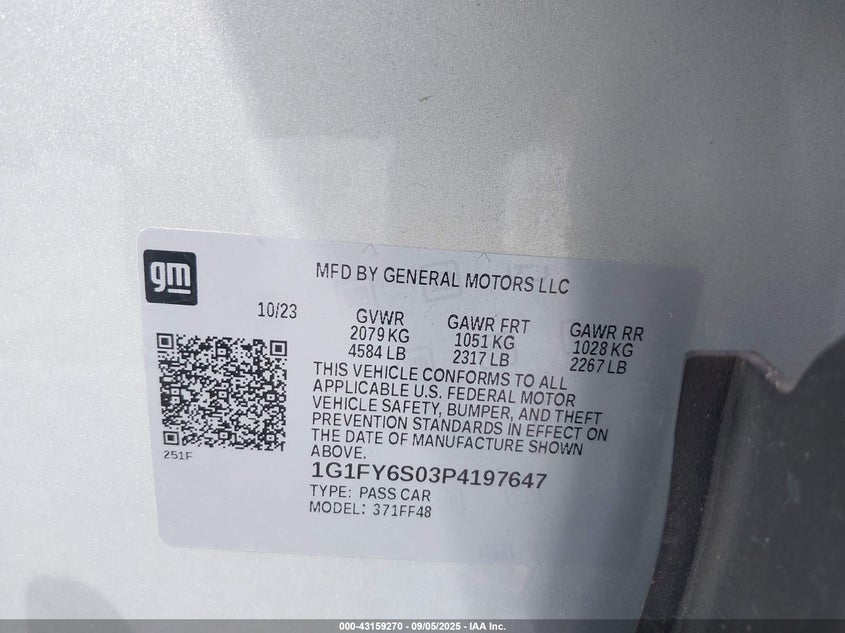 gm
MFD BY GENERAL MOTORS LLC
10/23
GVWR GAWR FRT GAWR RR
2079 KG 1051 KG 1028 KG
4584 LB 2317 LB 2267 LB
THIS VEHICLE CONFORMS TO ALL
APPLICABLE U.S. FEDERAL MOTOR
VEHICLE SAFETY, BUMPER, AND THEFT
PREVENTION STANDARDS IN EFFECT ON
THE DATE OF MANUFACTURE SHOWN
ABOVE.
251F
1G1FY6S03P4197647
TYPE: PASS CAR
MODEL: 371FF48
000-43159270 - 09/05/2025 - IAA Inc.